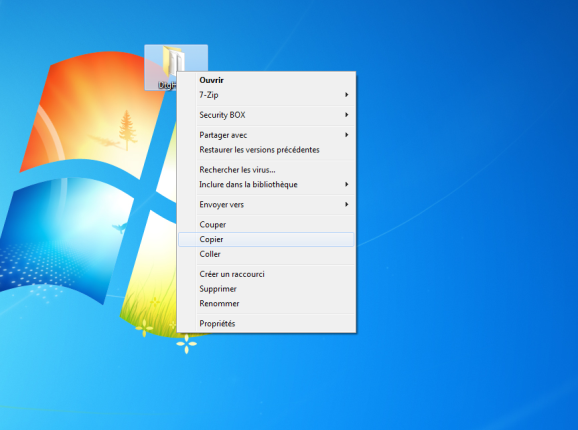 Ouvrir
7-Zip
Security BOX
Partager avec
Restaurer les versions précédentes
Rechercher les virus...
Inclure dans la bibliothèque
Envoyer vers
Couper
Copier
Coller
Créer un raccourci
Supprimer
Renommer
Propriétés